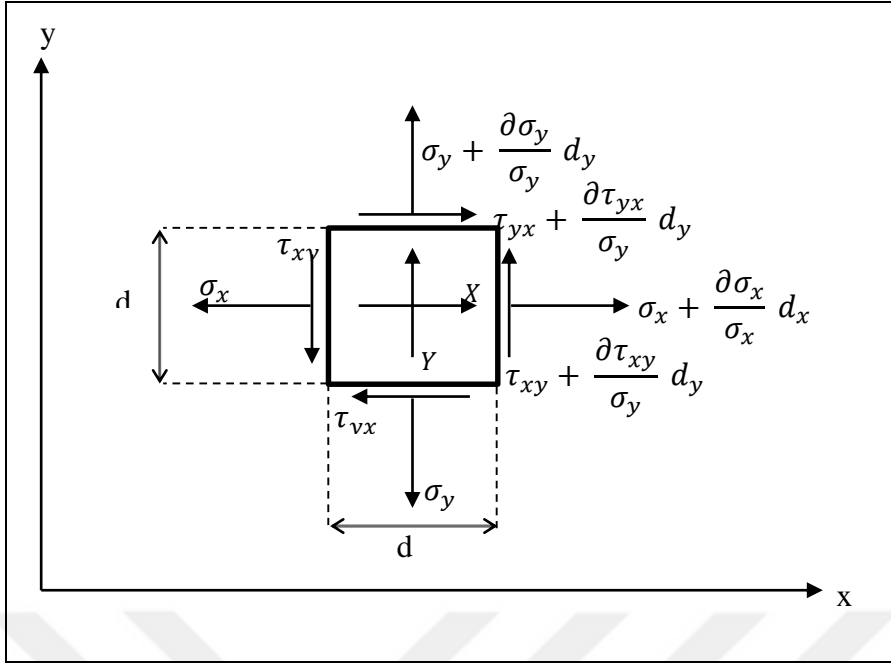 y
σ_y + ∂σ_y/σ_y d_y
τ_yx + ∂τ_yx/σ_y d_y
τ_xy
σ_x
X
σ_x + ∂σ_x/σ_x d_x
d
Y
τ_xy + ∂τ_xy/σ_y d_y
τ_yx
σ_y
d
x